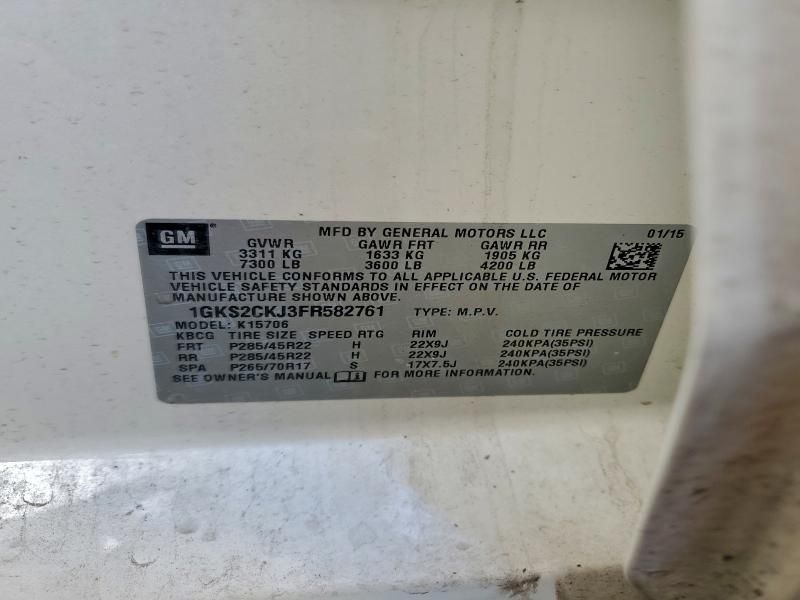 GM MFD BY GENERAL MOTORS LLC 01/15
GVWR GAWR FRT GAWR RR
3311 KG 1633 KG 1905 KG
7300 LB 3600 LB 4200 LB
THIS VEHICLE CONFORMS TO ALL APPLICABLE U.S. FEDERAL MOTOR
VEHICLE SAFETY STANDARDS IN EFFECT ON THE DATE OF
MANUFACTURE SHOWN ABOVE.
1GKS2CKJ3FR582761 TYPE: M.P.V.
MODEL: K15706
KBCG TIRE SIZE SPEED RTG RIM COLD TIRE PRESSURE
FRT P285/45R22 H 22X9J 240KPA(35PSI)
RR P285/45R22 H 22X9J 240KPA(35PSI)
SPA P265/70R17 S 17X7.5J 240KPA(35PSI)
SEE OWNER'S MANUAL FOR MORE INFORMATION.